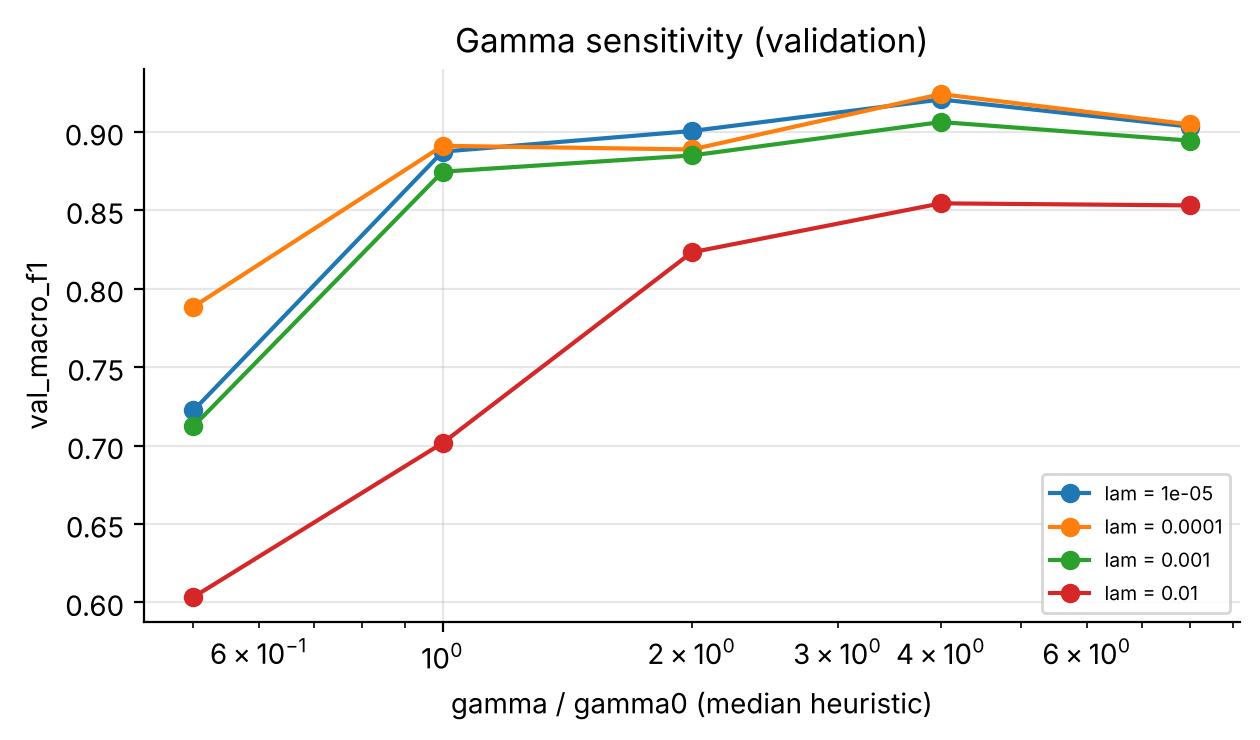 Gamma sensitivity (validation)
val_macro_f1
0.90
0.85
0.80
0.75
0.70
0.65
0.60
lam = 1e-05
lam = 0.0001
lam = 0.001
lam = 0.01
6 × 10⁻¹ 10⁰ 2 × 10⁰ 3 × 10⁰ 4 × 10⁰ 6 × 10⁰
gamma / gamma0 (median heuristic)